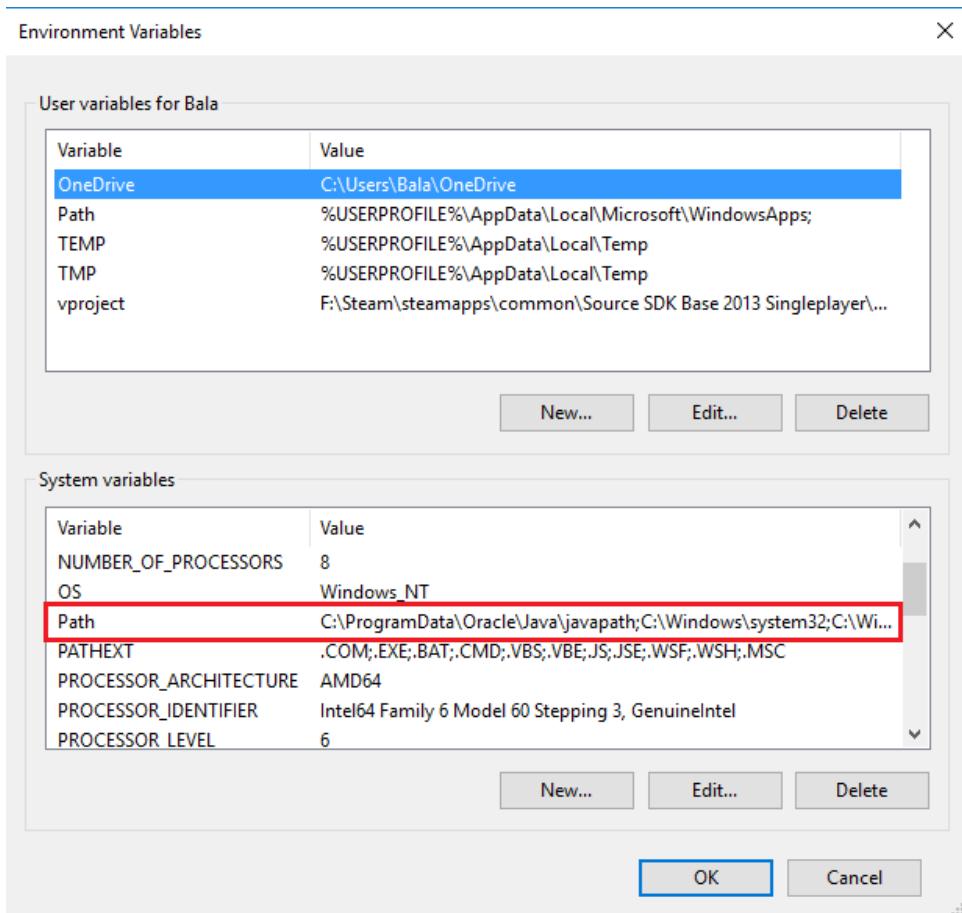 Environment Variables
User variables for Bala
Variable Value
OneDrive C:\Users\Bala\OneDrive
Path %USERPROFILE%\AppData\Local\Microsoft\WindowsApps;
TEMP %USERPROFILE%\AppData\Local\Temp
TMP %USERPROFILE%\AppData\Local\Temp
vproject F:\Steam\steamapps\common\Source SDK Base 2013 Singleplayer\...
New... Edit... Delete
System variables
Variable Value
NUMBER_OF_PROCESSORS 8
OS Windows_NT
Path C:\ProgramData\Oracle\Java\javapath;C:\Windows\system32;C:\Wi...
PATHEXT .COM;.EXE;.BAT;.CMD;.VBS;.VBE;.JS;.JSE;.WSF;.WSH;.MSC
PROCESSOR_ARCHITECTURE AMD64
PROCESSOR_IDENTIFIER Intel64 Family 6 Model 60 Stepping 3, GenuineIntel
PROCESSOR_LEVEL 6
New... Edit... Delete
OK Cancel